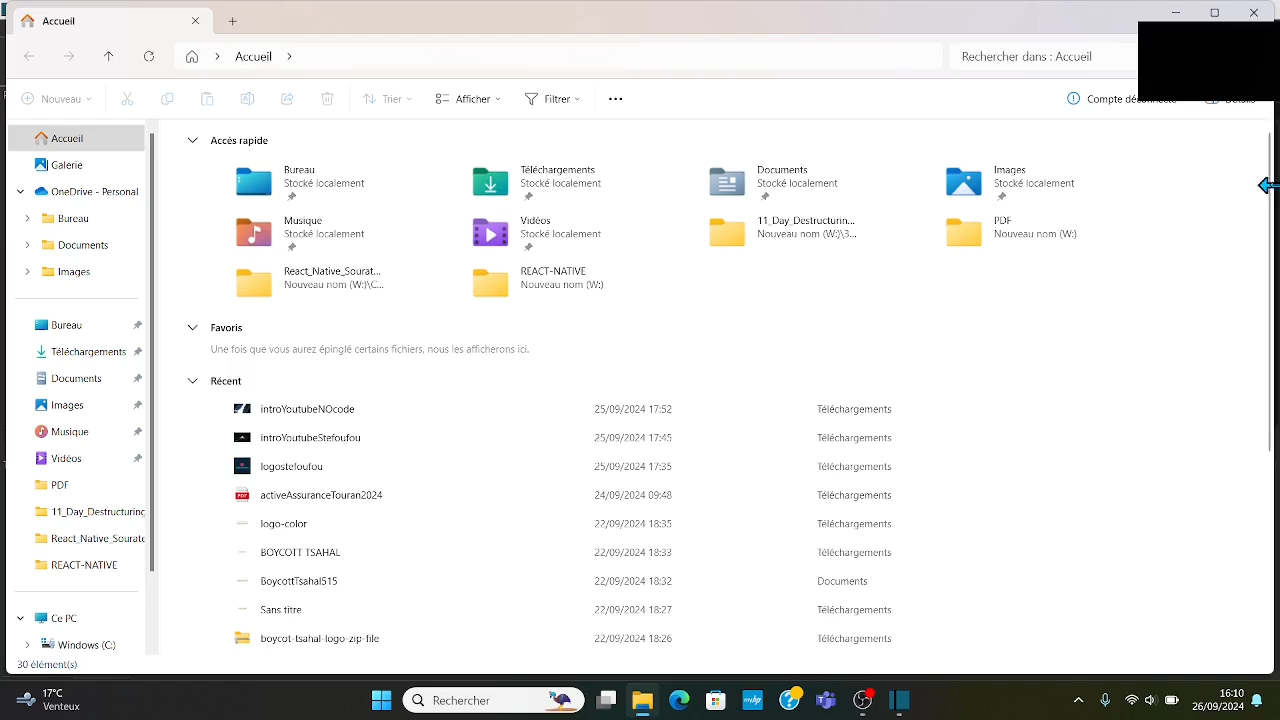 Accueil
Accueil
Rechercher dans : Accueil
Nouveau
Trier
Afficher
Filtrer
•••
Compte déconnecté
Détails
Accueil
Galerie
OneDrive - Personal
Bureau
Documents
Images
Bureau
Téléchargements
Documents
Images
Musique
Vidéos
PDF
11_Day_Destructuring
React_Native_Sourate
REACT-NATIVE
Ce PC
Windows (C:)
30 élément(s)
Accès rapide
Bureau
Stocké localement
Téléchargements
Stocké localement
Documents
Stocké localement
Images
Stocké localement
Musique
Stocké localement
Vidéos
Stocké localement
11_Day_Destructurin...
Nouveau nom (W:)\3...
PDF
Nouveau nom (W:)
React_Native_Sourat...
Nouveau nom (W:)\C...
REACT-NATIVE
Nouveau nom (W:)
Favoris
Une fois que vous aurez épinglé certains fichiers, nous les afficherons ici.
Récent
introYoutubeNOcode 25/09/2024 17:52 Téléchargements
introYoutubeStefoufou 25/09/2024 17:45 Téléchargements
logostefoufou 25/09/2024 17:35 Téléchargements
activeAssuranceTouran2024 24/09/2024 09:48 Téléchargements
logo-color 22/09/2024 18:35 Téléchargements
BOYCOTT TSAHAL 22/09/2024 18:33 Téléchargements
BoycottTsahal515 22/09/2024 18:32 Documents
Sans titre 22/09/2024 18:27 Téléchargements
boycot-tsahal-logo-zip-file 22/09/2024 18:26 Téléchargements
17°C
Venteux
Rechercher
myhp
16:10
26/09/2024